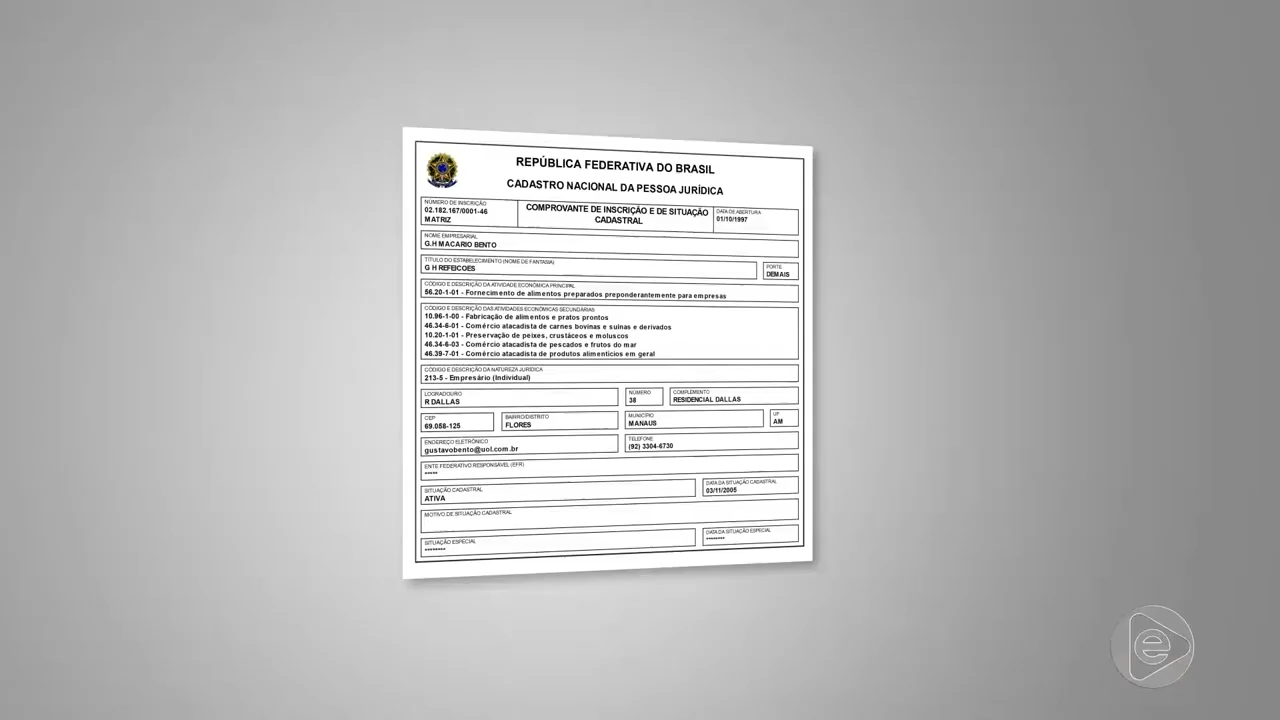 REPÚBLICA FEDERATIVA DO BRASIL
CADASTRO NACIONAL DA PESSOA JURÍDICA
NÚMERO DE INSCRIÇÃO
02.182.167/0001-46
MATRIZ
COMPROVANTE DE INSCRIÇÃO E DE SITUAÇÃO
CADASTRAL
DATA DE ABERTURA
01/10/1997
NOME EMPRESARIAL
G.H MACARIO BENTO
TÍTULO DO ESTABELECIMENTO (NOME DE FANTASIA)
G H REFEICOES
PORTE
DEMAIS
CÓDIGO E DESCRIÇÃO DA ATIVIDADE ECONÔMICA PRINCIPAL
56.20-1-01 - Fornecimento de alimentos preparados preponderantemente para empresas
CÓDIGO E DESCRIÇÃO DAS ATIVIDADES ECONÔMICAS SECUNDÁRIAS
10.96-1-00 - Fabricação de alimentos e pratos prontos
46.34-6-01 - Comércio atacadista de carnes bovinas e suínas e derivados
10.20-1-01 - Preservação de peixes, crustáceos e moluscos
46.34-6-03 - Comércio atacadista de pescados e frutos do mar
46.39-7-01 - Comércio atacadista de produtos alimentícios em geral
CÓDIGO E DESCRIÇÃO DA NATUREZA JURÍDICA
213-5 - Empresário (Individual)
LOGRADOURO
R DALLAS
NÚMERO
38
COMPLEMENTO
RESIDENCIAL DALLAS
CEP
69.058-125
BAIRRO/DISTRITO
FLORES
MUNICÍPIO
MANAUS
UF
AM
ENDEREÇO ELETRÔNICO
gustavobento@uol.com.br
TELEFONE
(92) 3304-6730
ENTE FEDERATIVO RESPONSÁVEL (EFR)
*****
SITUAÇÃO CADASTRAL
ATIVA
DATA DA SITUAÇÃO CADASTRAL
03/11/2005
MOTIVO DE SITUAÇÃO CADASTRAL
SITUAÇÃO ESPECIAL
********
DATA DA SITUAÇÃO ESPECIAL
********
e